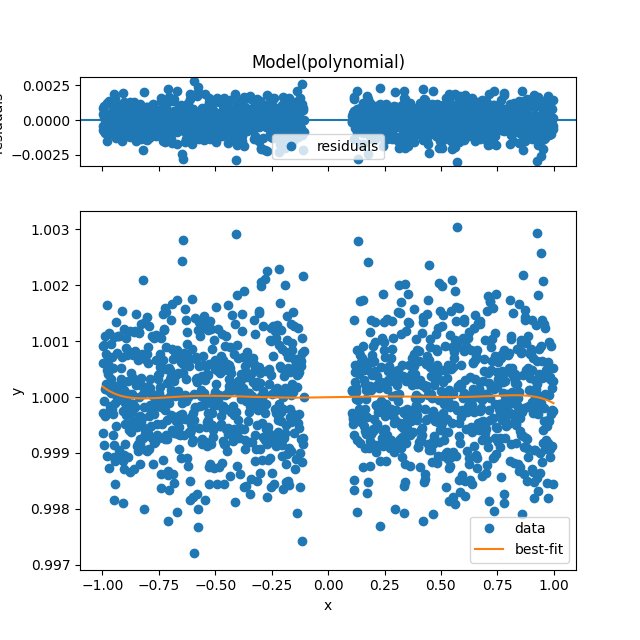 Model(polynomial)
0.0025
0.0000
−0.0025
residuals
residuals
1.003
1.002
1.001
1.000
0.999
0.998
0.997
y
data
best-fit
−1.00 −0.75 −0.50 −0.25 0.00 0.25 0.50 0.75 1.00
x